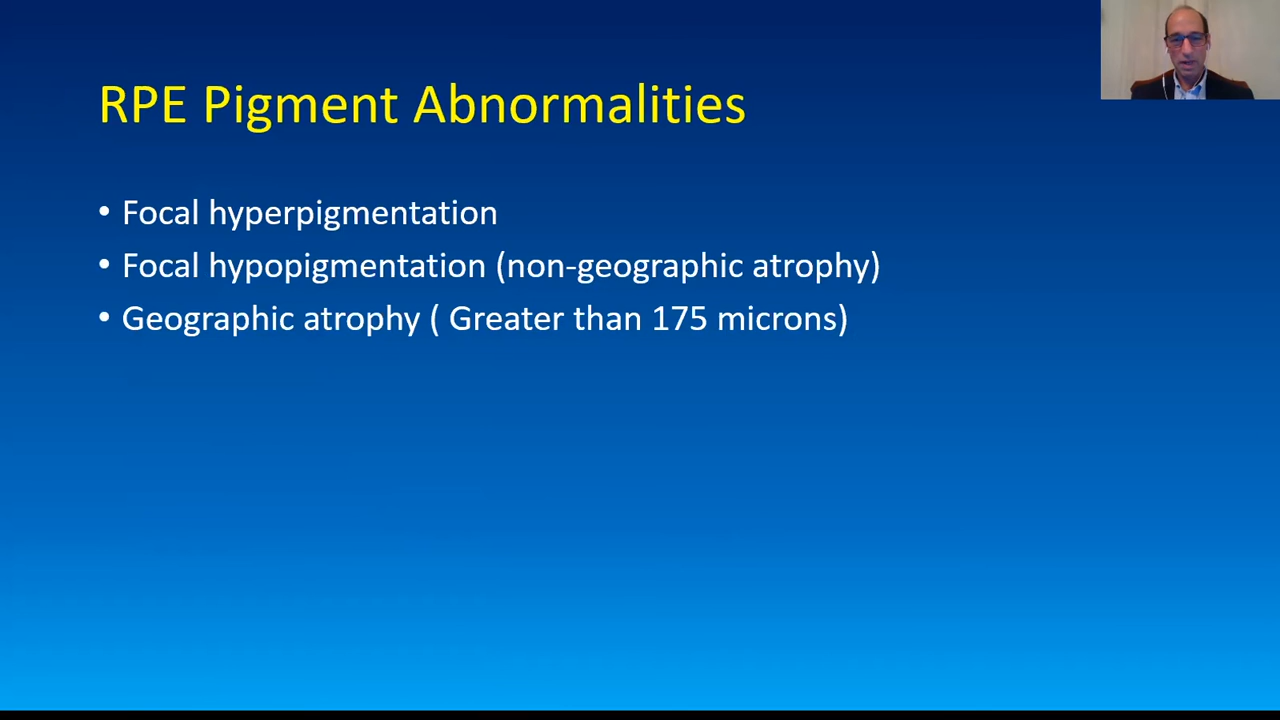 RPE Pigment Abnormalities
• Focal hyperpigmentation
• Focal hypopigmentation (non-geographic atrophy)
• Geographic atrophy ( Greater than 175 microns)